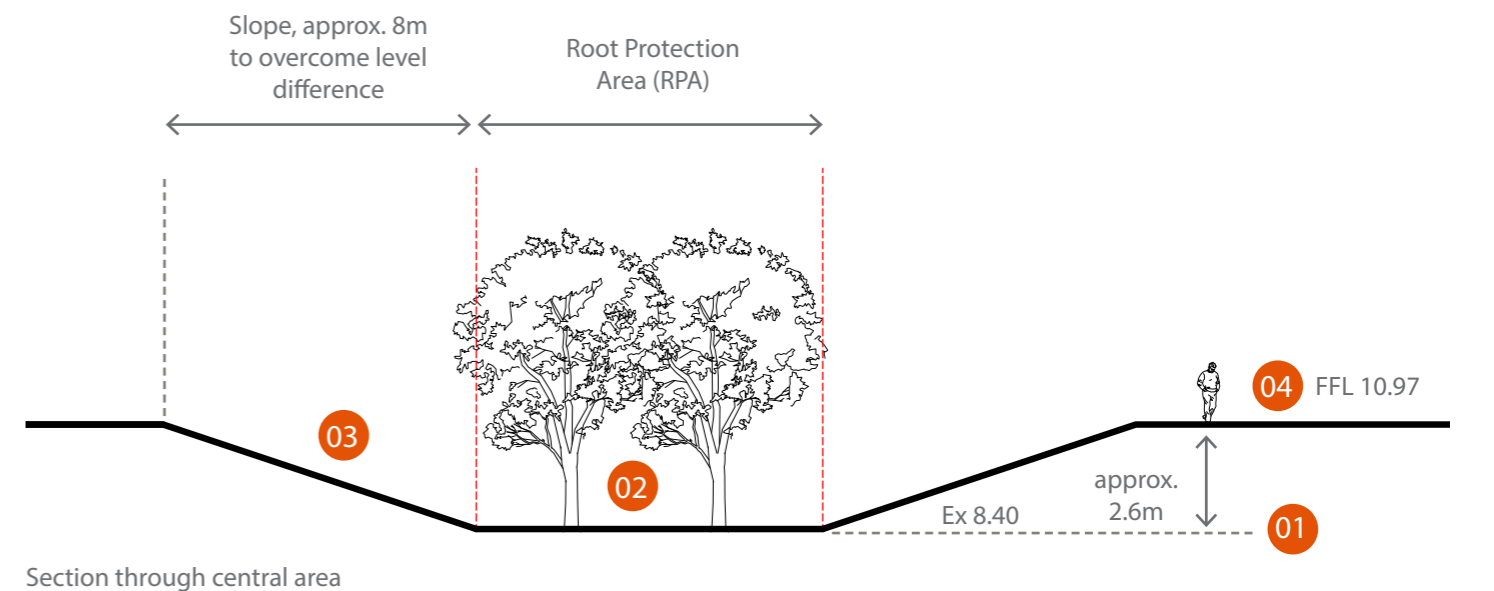 Slope, approx. 8m
to overcome level
difference
Root Protection
Area (RPA)
03
02
04 FFL 10.97
approx.
2.6m
Ex 8.40
01
Section through central area